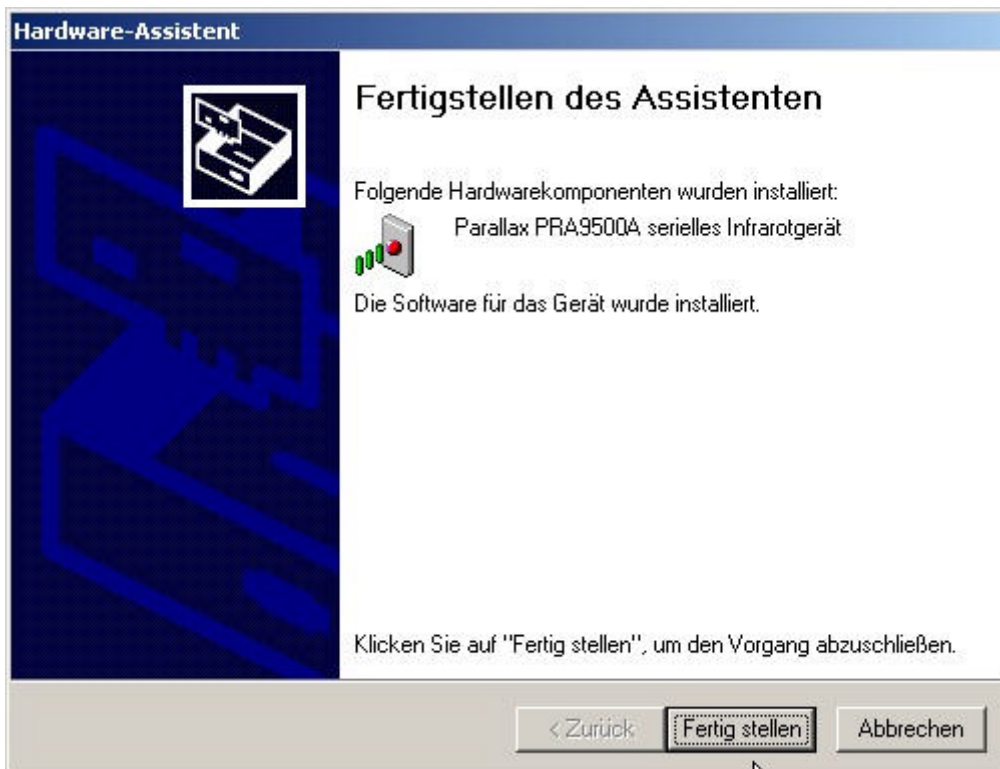 Hardware-Assistent
Fertigstellen des Assistenten
Folgende Hardwarekomponenten wurden installiert:
Parallax PRA9500A serielles Infrarotgerät
Die Software für das Gerät wurde installiert.
Klicken Sie auf "Fertig stellen", um den Vorgang abzuschließen.
< Zurück
Fertig stellen
Abbrechen